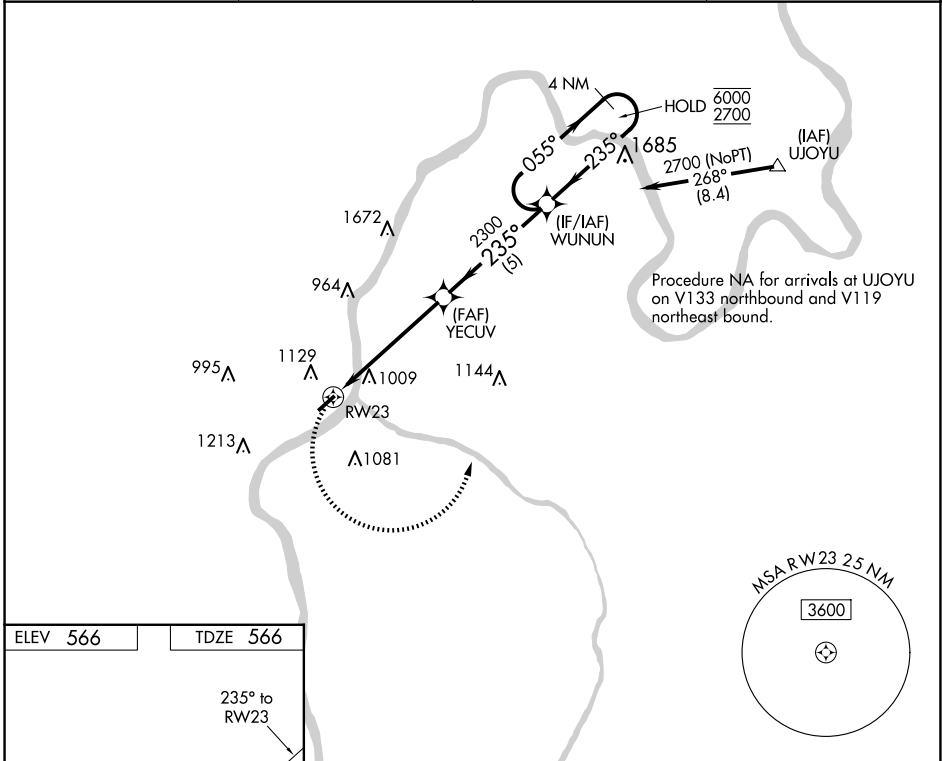 4 NM
HOLD 6000
2700
(IAF)
UJOYU
055°
235°
1685
2700 (NoPT)
268°
(8.4)
(IF/IAF)
WUNUN
1672
2300
235°
(5)
Procedure NA for arrivals at UJOYU
on V133 northbound and V119
northeast bound.
964
(FAF)
YECUV
995
1129
1009
1144
RW23
1213
1081
MSA RW23 25 NM
3600
ELEV 566
TDZE 566
235° to
RW23